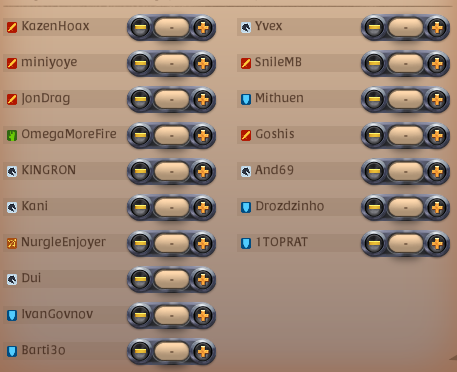 KazenHoax
miniyoye
JonDrag
OmegaMoreFire
KINGRON
Kani
NurgleEnjoyer
Dui
IvanGovnov
Barti3o
Yvex
SnileMB
Mithuen
Goshis
And69
Drozdzinho
1TOPRAT